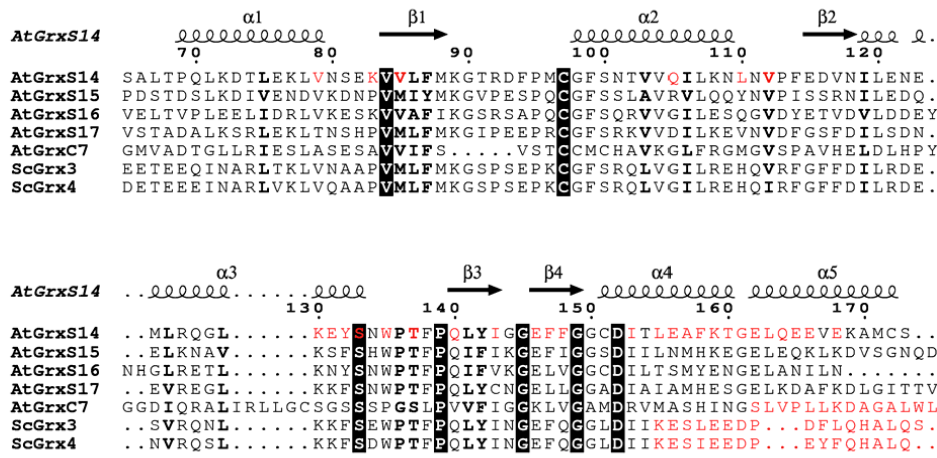 α1 β1 α2 β2
AtGrxS14
70 80 90 100 110 120
AtGrxS14 SALTPQLKDTLEKLVNSEKVVLFMKGTRDFPMCGFSNTVVQILKNLNVPFEDVNILENE.
AtGrxS15 PDSTDSLKDIVENDVKDNPVMIYMKGVPESPQCGFSSLAVRVLQQYNVPISSRNILEDQ.
AtGrxS16 VELTVPLEELIDRLVKESKVVAFIKGSRSAPQCGFSQRVVGILESQGVDYETVDVLDDEY
AtGrxS17 VSTADALKSRLEKLTNSHPVMLFMKGIPEEPRCGFSRKVVDILKEVNVDFGSFDILSDN.
AtGrxC7 GMVADTGLLRIESLASESAVVIFS.....VSTCCMCHAVKGLFRGMGVSPAVHELDLHPY
ScGrx3 EETEEQINARLTKLVNAAPVMLFMKGSPSEPKCGFSRQLVGILREHQVRFGFFDILRDE.
ScGrx4 DETEEEINARLVKLVQAAPVMLFMKGSPSEPKCGFSRQLVGILREHQIRFGFFDILRDE.
α3 β3 β4 α4 α5
AtGrxS14
130 140 150 160 170
AtGrxS14 ..MLRQGL......KEYSNWPTFPQLYIGGEFFGGCDITLEAFKTGELQEEVEKAMCS..
AtGrxS15 ..ELKNAV......KSFSHWPTFPQIFIKGEFIGGSDIILNMHKEGELEQKLKDVSGNQD
AtGrxS16 NHGLRETL......KNYSNWPTFPQIFVKGELVGGCDILTSMYENGELANILN.......
AtGrxS17 ..EVREGL......KKFSNWPTFPQLYCNGELLGGADIAIAMHESGELKDAFKDLGITTV
AtGrxC7 GGDIQRALIRLLGCSGSSSPGSLPVVFIGGKLVGAMDRVMASHINGSLVPLLKDAGALWL
ScGrx3 ..SVRQNL......KKFSEWPTFPQLYINGEFQGGLDIIKESIEEDP...DFLQHALQS.
ScGrx4 ..NVRQSL......KKFSDWPTFPQLYINGEFQGGLDIIKESIEEDP...EYFQHALQ..